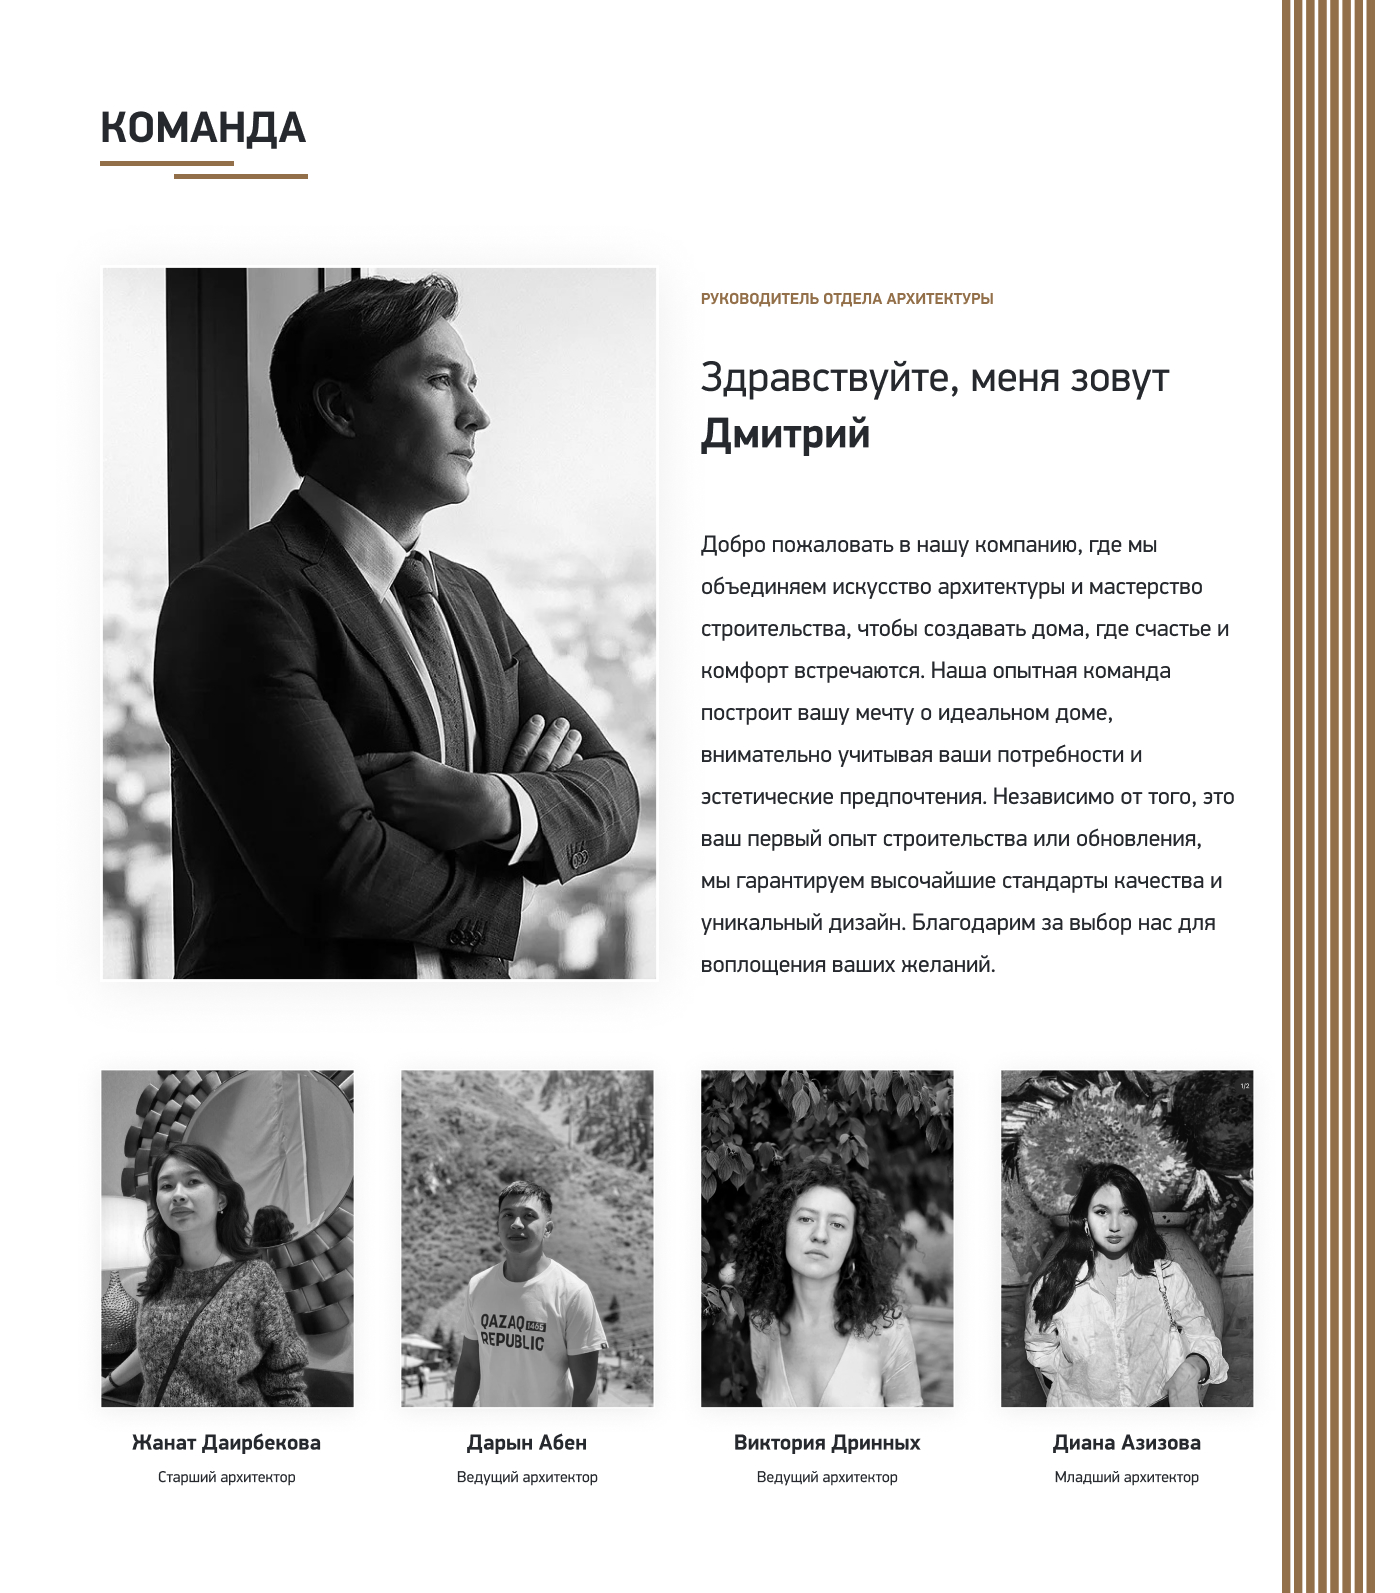 КОМАНДА
РУКОВОДИТЕЛЬ ОТДЕЛА АРХИТЕКТУРЫ
Здравствуйте, меня зовут
Дмитрий
Добро пожаловать в нашу компанию, где мы
объединяем искусство архитектуры и мастерство
строительства, чтобы создавать дома, где счастье и
комфорт встречаются. Наша опытная команда
построит вашу мечту о идеальном доме,
внимательно учитывая ваши потребности и
эстетические предпочтения. Независимо от того, это
ваш первый опыт строительства или обновления,
мы гарантируем высочайшие стандарты качества и
уникальный дизайн. Благодарим за выбор нас для
воплощения ваших желаний.
1/2
QAZAQ 1465
REPUBLIC
Жанат Даирбекова
Старший архитектор
Дарын Абен
Ведущий архитектор
Виктория Дринных
Ведущий архитектор
Диана Азизова
Младший архитектор